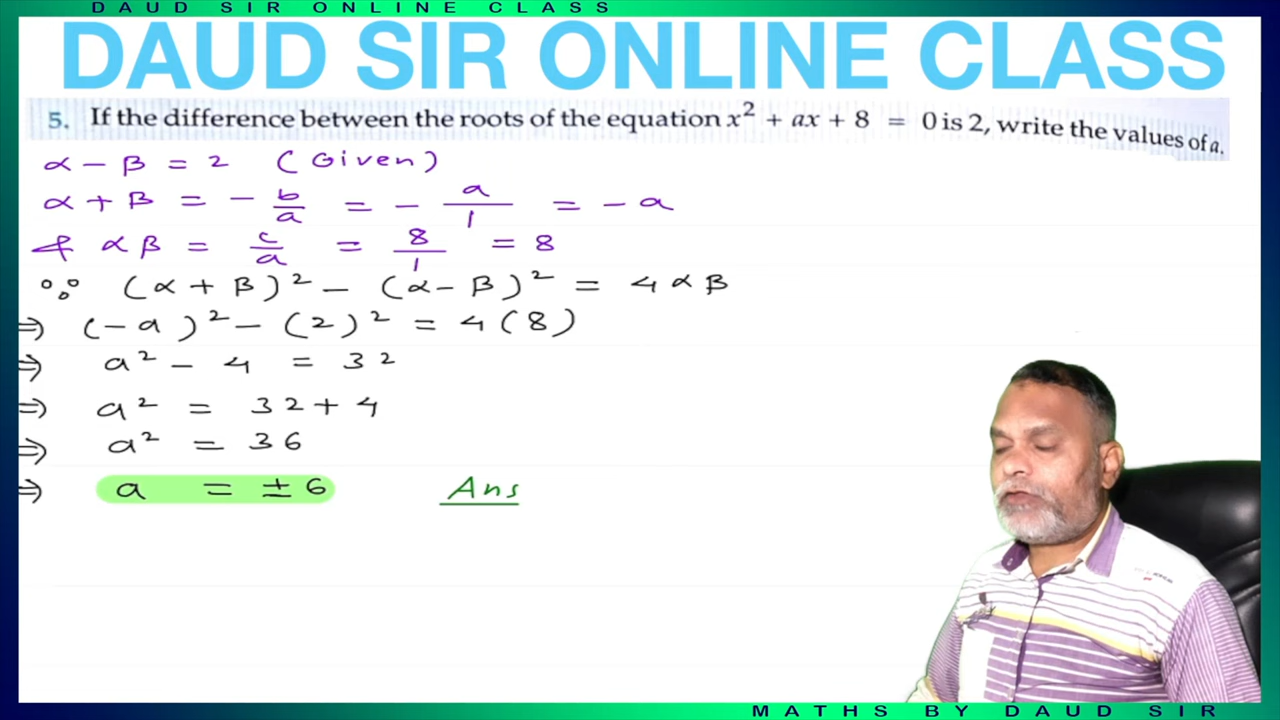 DAUD SIR ONLINE CLASS
DAUD SIR ONLINE CLASS
5. If the difference between the roots of the equation x² + ax + 8 = 0 is 2, write the values of a.
α − β = 2 (Given)
α + β = − b/a = − a/1 = − a
& αβ = c/a = 8/1 = 8
∵ (α + β)² − (α − β)² = 4αβ
⇒ (−a)² − (2)² = 4(8)
⇒ a² − 4 = 32
⇒ a² = 32 + 4
⇒ a² = 36
⇒ a = ± 6 Ans
MATHS BY DAUD SIR